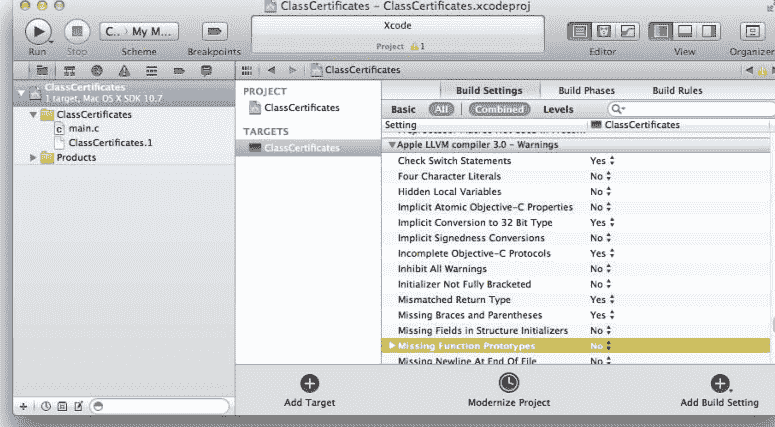 ClassCertificates – ClassCertificates.xcodeproj
Run
Stop
C... My M...
Scheme
Breakpoints
Xcode
Project 1
Editor
View
Organizer
ClassCertificates
ClassCertificates
1 target, Mac OS X SDK 10.7
ClassCertificates
main.c
ClassCertificates.1
Products
PROJECT
ClassCertificates
TARGETS
ClassCertificates
Build Settings Build Phases Build Rules
Basic All Combined Levels
Setting ClassCertificates
Apple LLVM compiler 3.0 – Warnings
Check Switch Statements Yes
Four Character Literals No
Hidden Local Variables No
Implicit Atomic Objective-C Properties No
Implicit Conversion to 32 Bit Type Yes
Implicit Signedness Conversions No
Incomplete Objective-C Protocols Yes
Inhibit All Warnings No
Initializer Not Fully Bracketed No
Mismatched Return Type Yes
Missing Braces and Parentheses Yes
Missing Fields in Structure Initializers No
Missing Function Prototypes No
Missing Newline At End Of File No
Add Target
Modernize Project
Add Build Setting